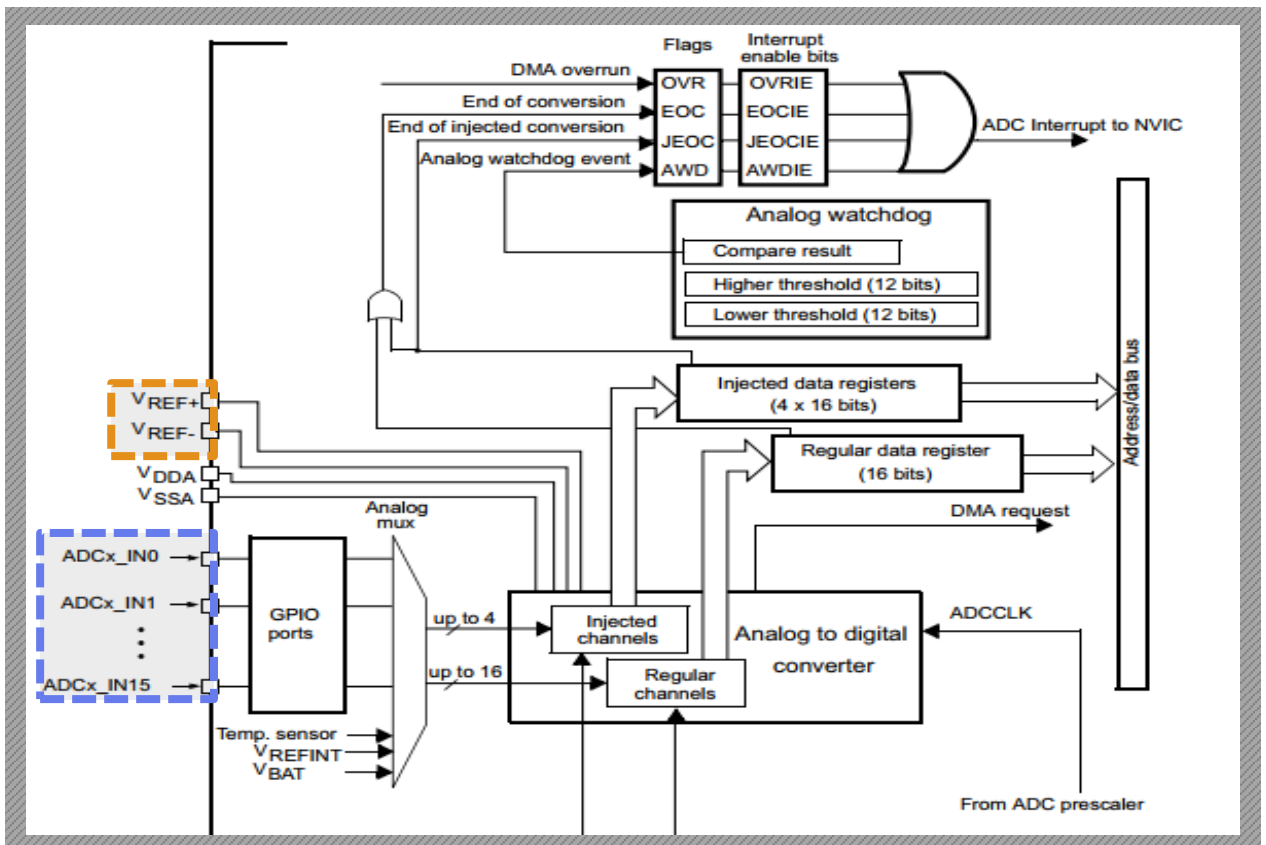 Flags
Interrupt
enable bits
DMA overrun
OVR
OVRIE
End of conversion
EOC
EOCIE
End of injected conversion
JEOC
JEOCIE
ADC Interrupt to NVIC
Analog watchdog event
AWD
AWDIE
Analog watchdog
Compare result
Higher threshold (12 bits)
Lower threshold (12 bits)
Address/data bus
Injected data registers
(4 x 16 bits)
VREF+
VREF-
Regular data register
(16 bits)
VDDA
VSSA
Analog
mux
DMA request
ADCx_IN0
ADCx_IN1
ADCx_IN15
GPIO
ports
up to 4
Injected
channels
up to 16
Regular
channels
Analog to digital
converter
ADCCLK
Temp. sensor
VREFINT
VBAT
From ADC prescaler